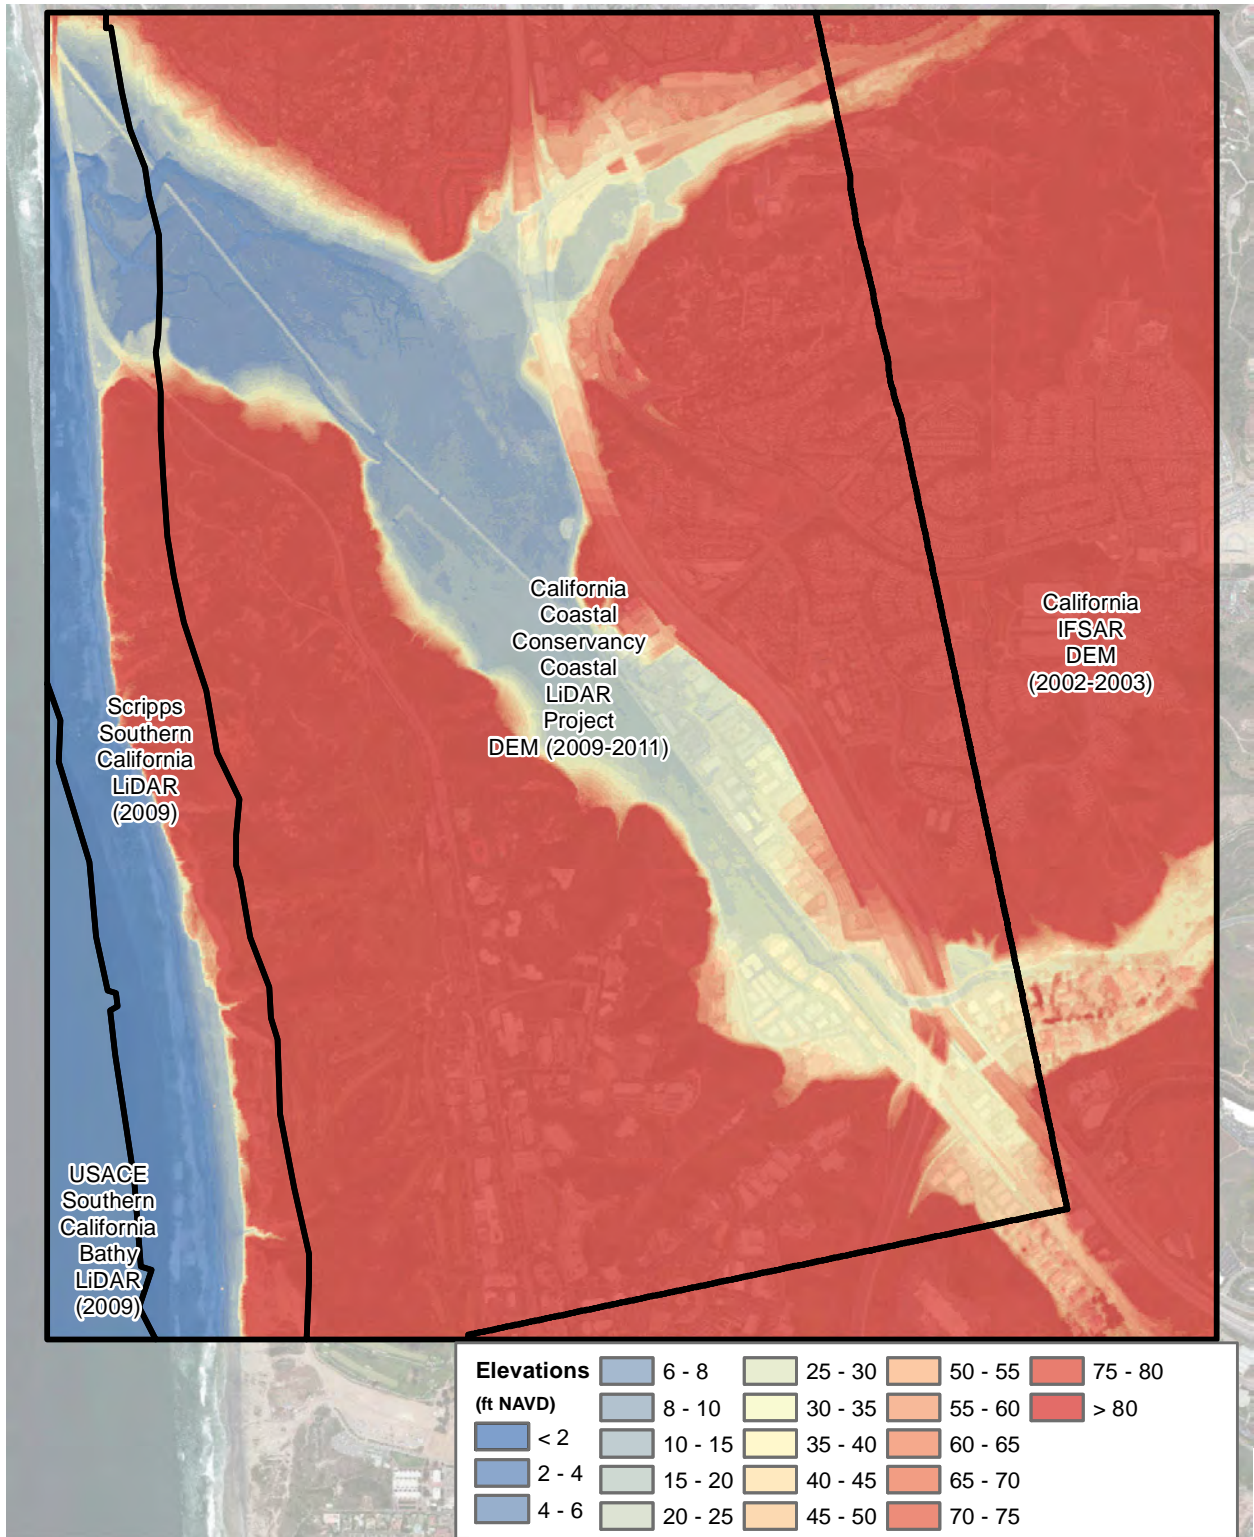 California
Coastal
Conservancy
Coastal
LiDAR
Project
DEM (2009-2011)
California
IFSAR
DEM
(2002-2003)
Scripps
Southern
California
LiDAR
(2009)
USACE
Southern
California
Bathy
LiDAR
(2009)
Elevations
(ft NAVD)
< 2
2 - 4
4 - 6
6 - 8
8 - 10
10 - 15
15 - 20
20 - 25
25 - 30
30 - 35
35 - 40
40 - 45
45 - 50
50 - 55
55 - 60
60 - 65
65 - 70
70 - 75
75 - 80
> 80